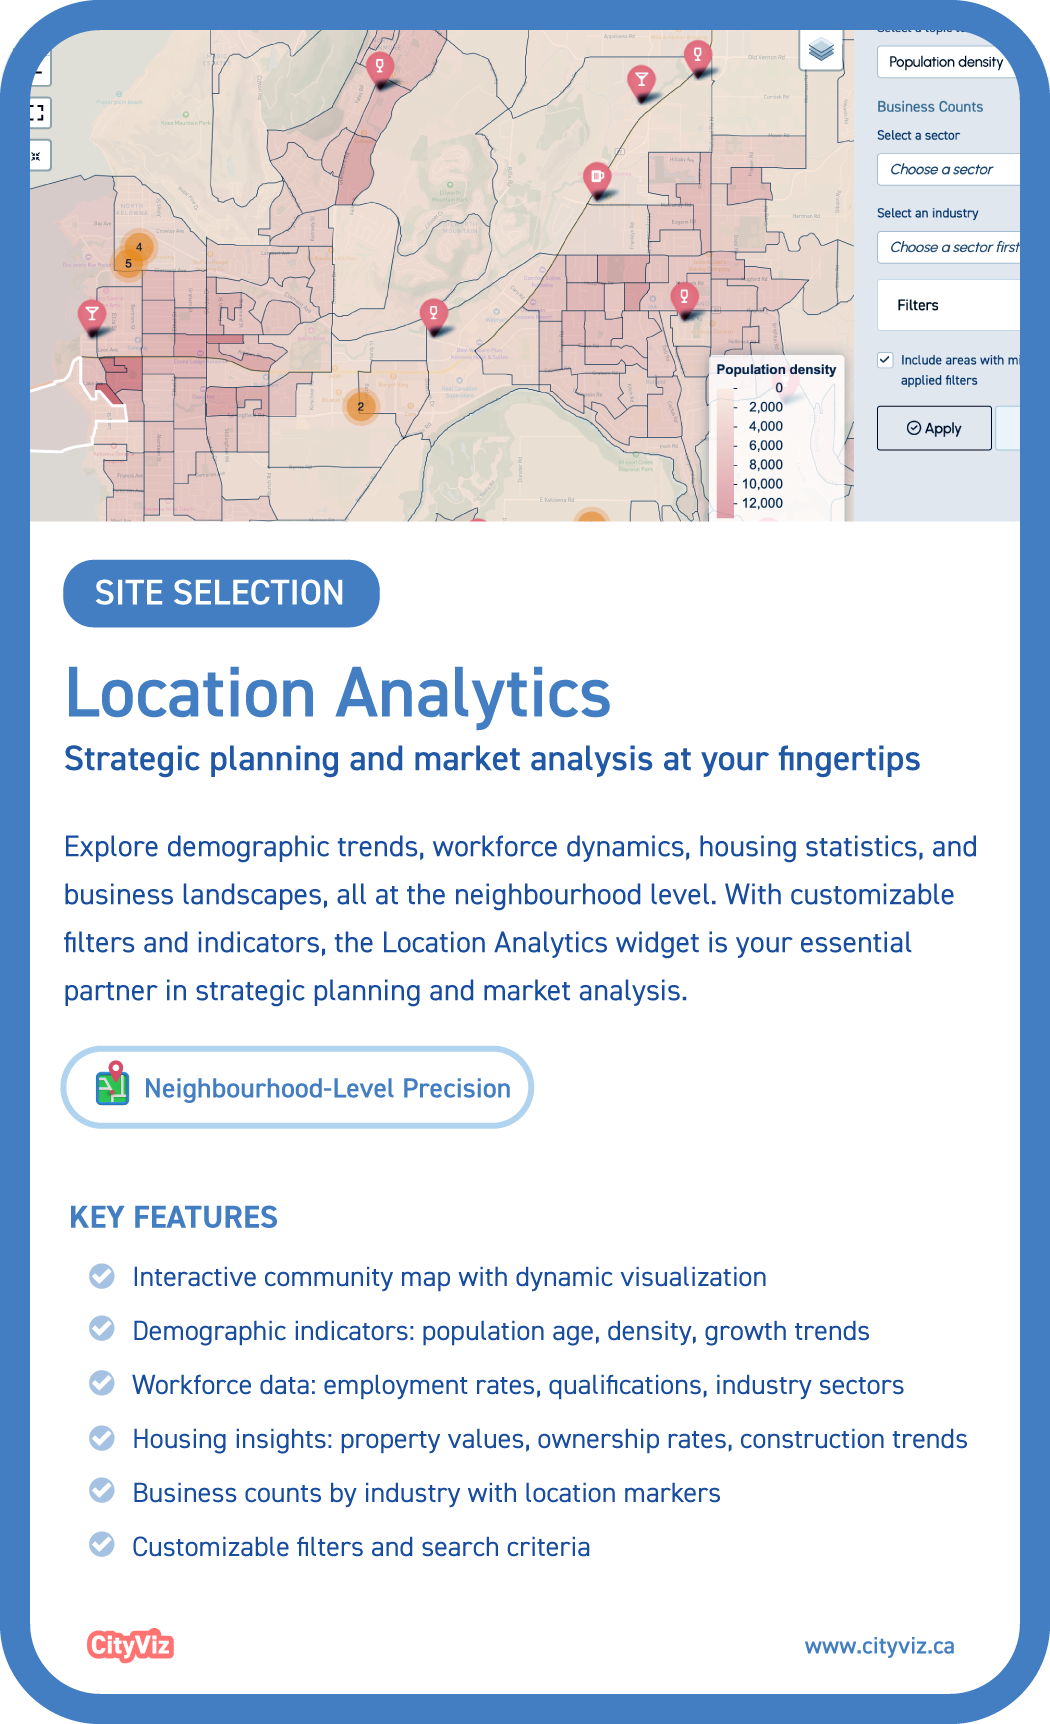 Population density
Business Counts
Select a sector
Choose a sector
Select an industry
Choose a sector first
Filters
Include areas with mi
applied filters
Apply
4
5
2
Population density
0
2,000
4,000
6,000
8,000
10,000
12,000
SITE SELECTION
Location Analytics
Strategic planning and market analysis at your fingertips
Explore demographic trends, workforce dynamics, housing statistics, and
business landscapes, all at the neighbourhood level. With customizable
filters and indicators, the Location Analytics widget is your essential
partner in strategic planning and market analysis.
Neighbourhood-Level Precision
KEY FEATURES
Interactive community map with dynamic visualization
Demographic indicators: population age, density, growth trends
Workforce data: employment rates, qualifications, industry sectors
Housing insights: property values, ownership rates, construction trends
Business counts by industry with location markers
Customizable filters and search criteria
CityViz
www.cityviz.ca